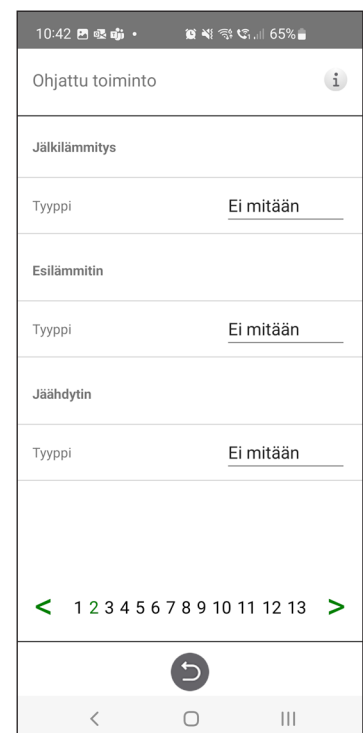 10:42 65%
Ohjattu toiminto i
Jälkilämmitys
Tyyppi Ei mitään
Esilämmitin
Tyyppi Ei mitään
Jäähdytin
Tyyppi Ei mitään
< 1 2 3 4 5 6 7 8 9 10 11 12 13 >